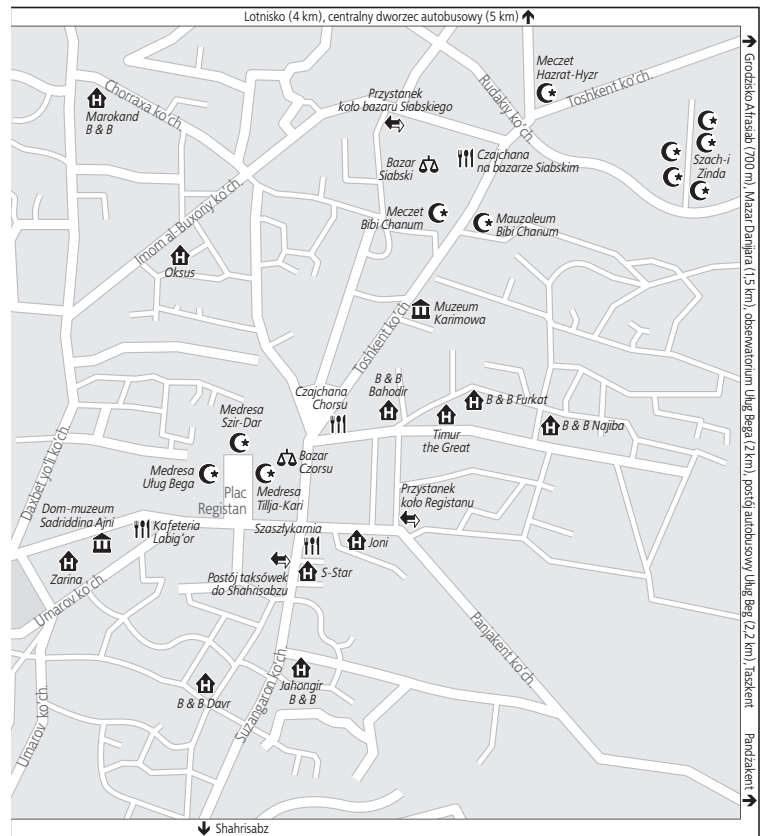 Lotnisko (4 km), centralny dworzec autobusowy (5 km)
Meczet
Hazrat-Hyzr
Toshkent ko'ch.
Rudakiy ko'ch.
Przystanek
koło bazaru Siabskiego
Chorraxa ko'ch.
Marokand
B & B
Bazar
Siabski
Czajchana
na bazarze Siabskim
Szach-i
Zinda
Meczet
Bibi Chanum
Mauzoleum
Bibi Chanum
Imom al-Buxoriy ko'ch.
Oksus
Muzeum
Karimowa
Toshkent ko'ch.
Czajchana
Chorsu
B & B
Bahodir
B & B Furkat
Timur
the Great
B & B Najiba
Medresa
Szir-Dar
Medresa
Uług Bega
Bazar
Czorsu
Plac
Registan
Medresa
Tillja-Kari
Daxbet yo'li ko'ch.
Dom-muzeum
Sadriddina Ajni
Kafeteria
Labig'or
Szaszłykarnia
Przystanek
koło Registanu
Joni
Zarina
Postój taksówek
do Shahrisabzu
S-Star
Umarov ko'ch.
Panjakent ko'ch.
Umarov ko'ch.
B & B Davr
Suzangaron ko'ch.
Jahongir
B & B
Shahrisabz
Grodzisko Afrasiab (700 m), Mazar Danijara (1,5 km), obserwatorium Uług Bega (2 km), postój autobusowy Uług Beg (2,2 km), Taszkent
Pandżakent